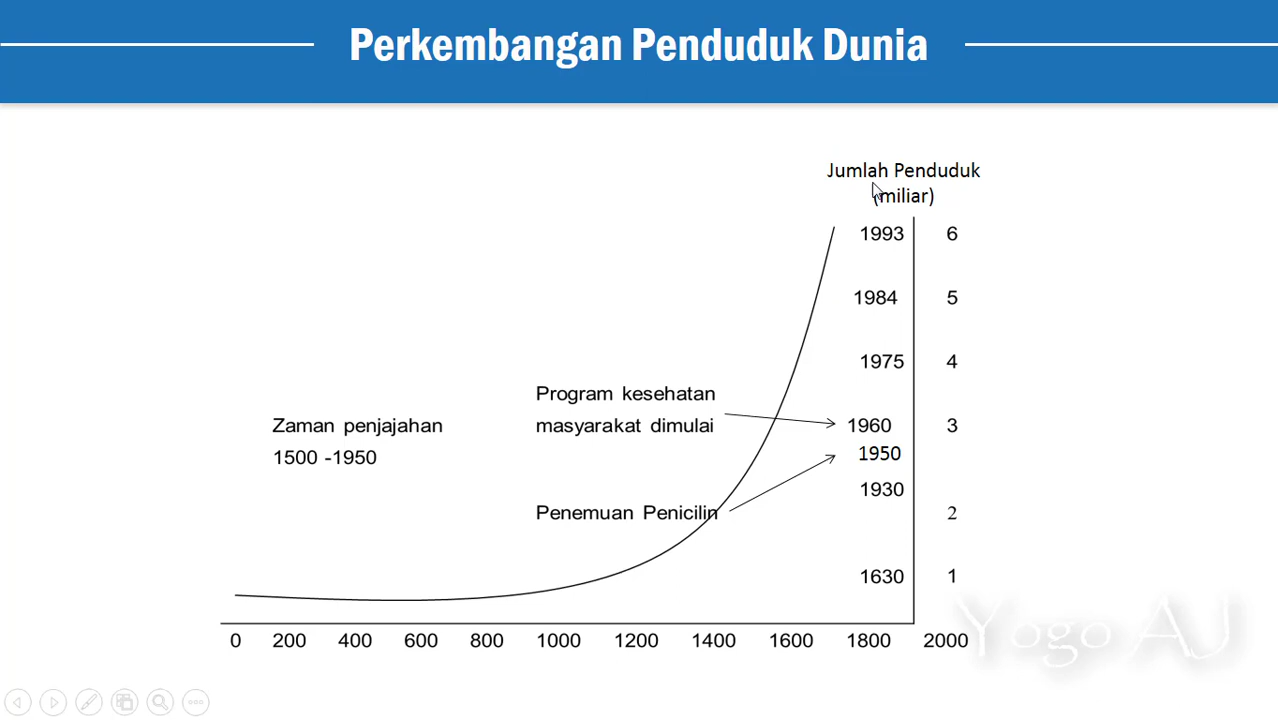 Perkembangan Penduduk Dunia
Jumlah Penduduk
(miliar)
1993 6
1984 5
1975 4
Program kesehatan
Zaman penjajahan masyarakat dimulai 1960 3
1500 -1950 1950
1930
Penemuan Penicilin 2
1630 1
0 200 400 600 800 1000 1200 1400 1600 1800 2000
Yogo AJ